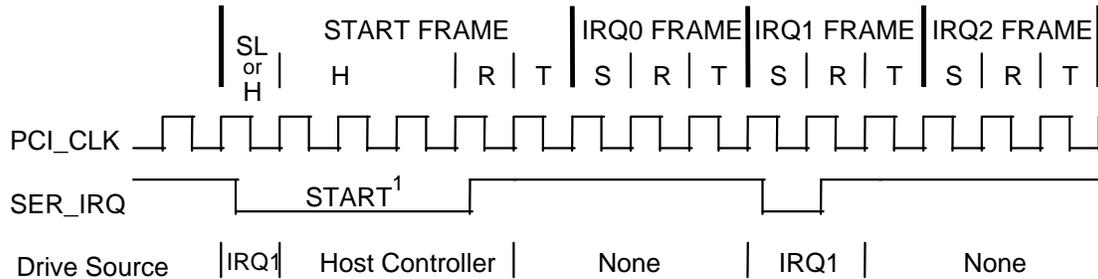 START FRAME IRQ0 FRAME IRQ1 FRAME IRQ2 FRAME
SL
or
H
H R T S R T S R T S R T
PCI_CLK
SER_IRQ START1
Drive Source IRQ1 Host Controller None IRQ1 None